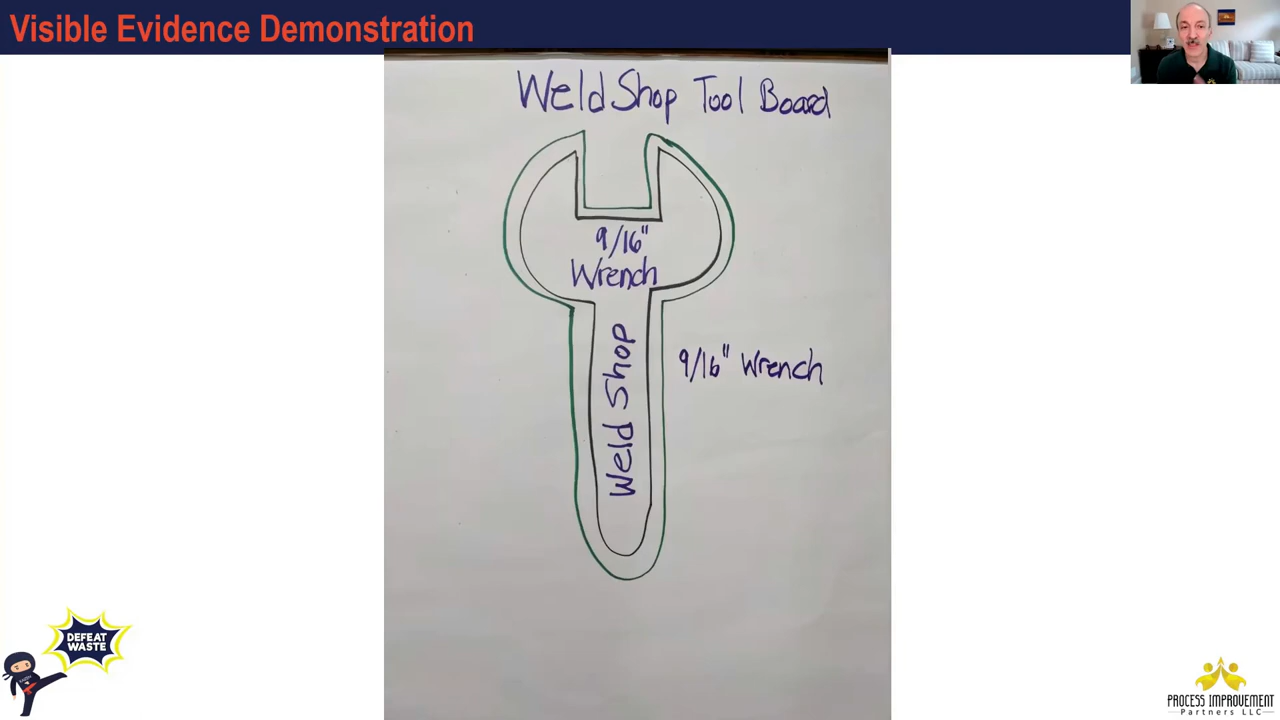 Visible Evidence Demonstration
Weld Shop Tool Board
9/16"
Wrench
Weld Shop
9/16" Wrench
DEFEAT
WASTE
PROCESS IMPROVEMENT
Partners LLC